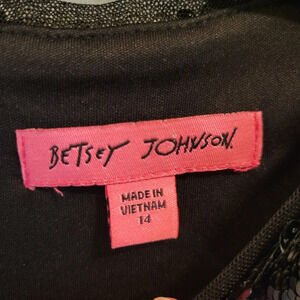 BETSEY JOHNSON.
MADE IN
VIETNAM
14